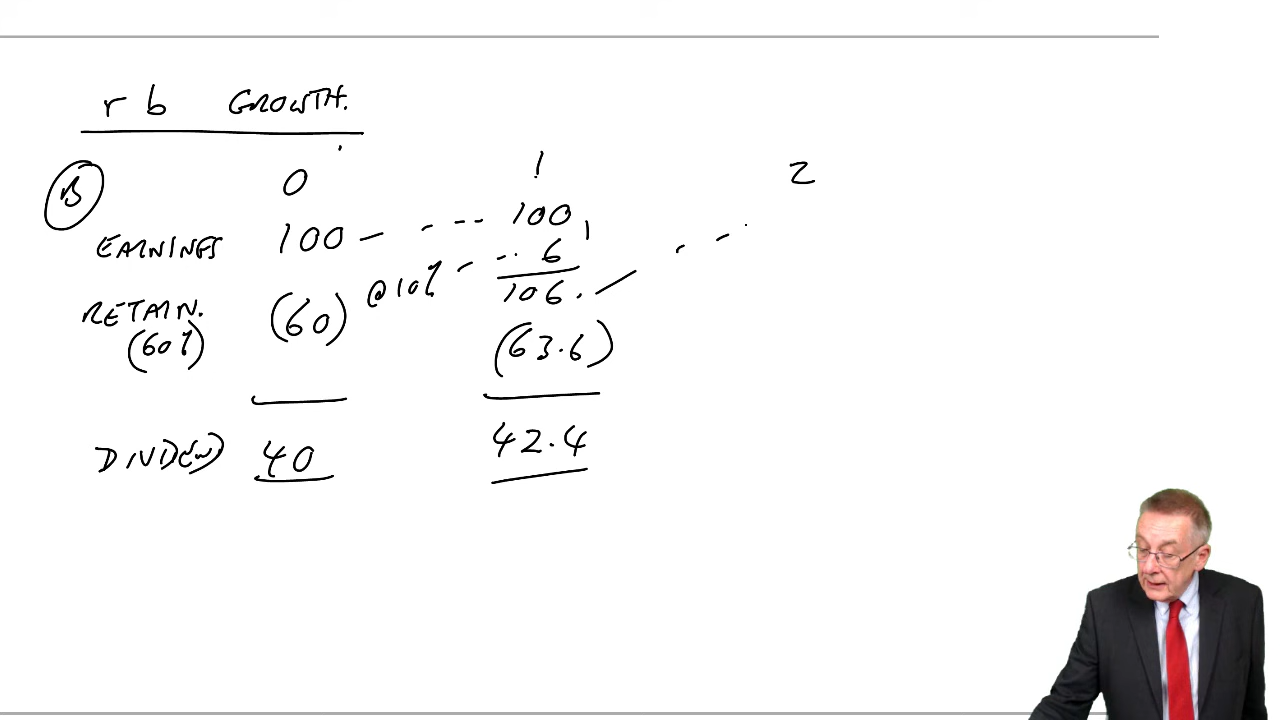 r b GROWTH.
B 0 1 2
EARNINGS 100 — - -- 100
6
@10% - -·· 106.
RETAIN. (60) (63.6)
(60%)
DIVIDEND 40 42.4